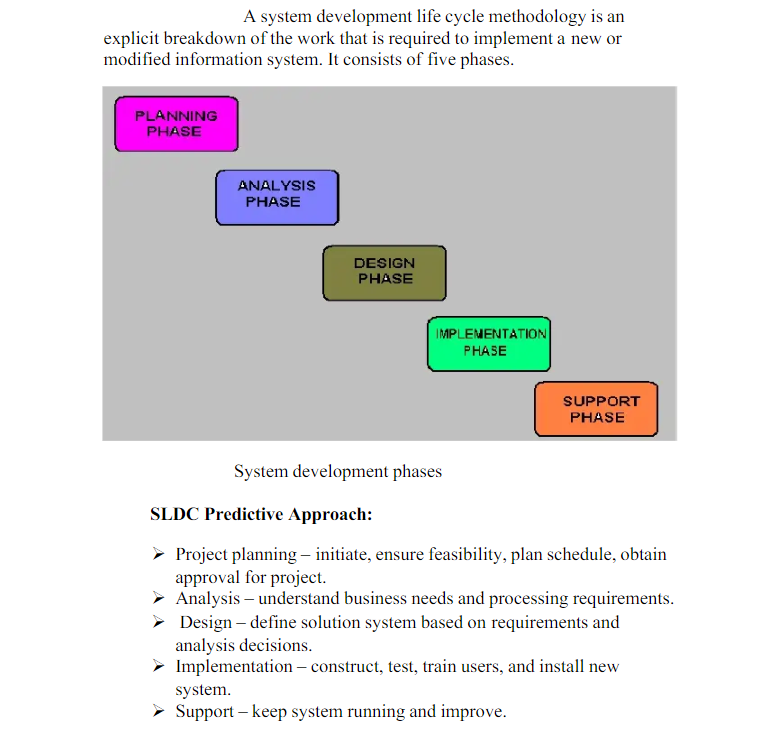 A system development life cycle methodology is an
explicit breakdown of the work that is required to implement a new or
modified information system. It consists of five phases.
PLANNING
PHASE
ANALYSIS
PHASE
DESIGN
PHASE
IMPLEMENTATION
PHASE
SUPPORT
PHASE
System development phases
SLDC Predictive Approach:
➢ Project planning – initiate, ensure feasibility, plan schedule, obtain
approval for project.
➢ Analysis – understand business needs and processing requirements.
➢ Design – define solution system based on requirements and
analysis decisions.
➢ Implementation – construct, test, train users, and install new
system.
➢ Support – keep system running and improve.